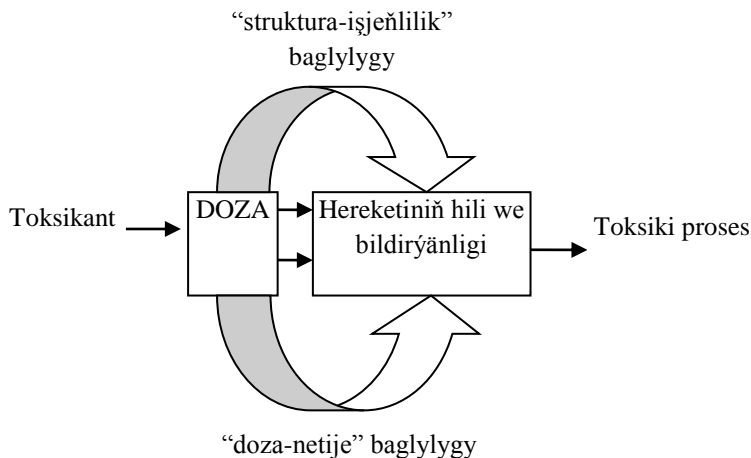 “struktura-işjeňlilik”
baglylygy
Toksikant
DOZA
Hereketiniň hili we
bildirýänligi
Toksiki proses
“doza-netije” baglylygy